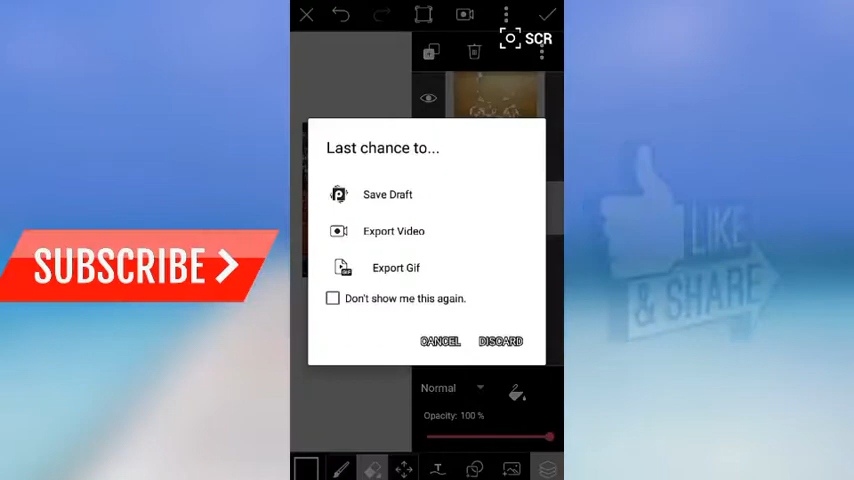 SCR
Last chance to...
Save Draft
Export Video
Export Gif
Don't show me this again.
CANCEL DISCARD
SUBSCRIBE
LIKE
& SHARE
Normal
Opacity: 100 %